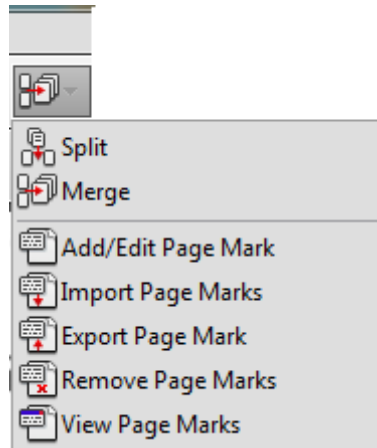 Split
Merge
Add/Edit Page Mark
Import Page Marks
Export Page Mark
Remove Page Marks
View Page Marks